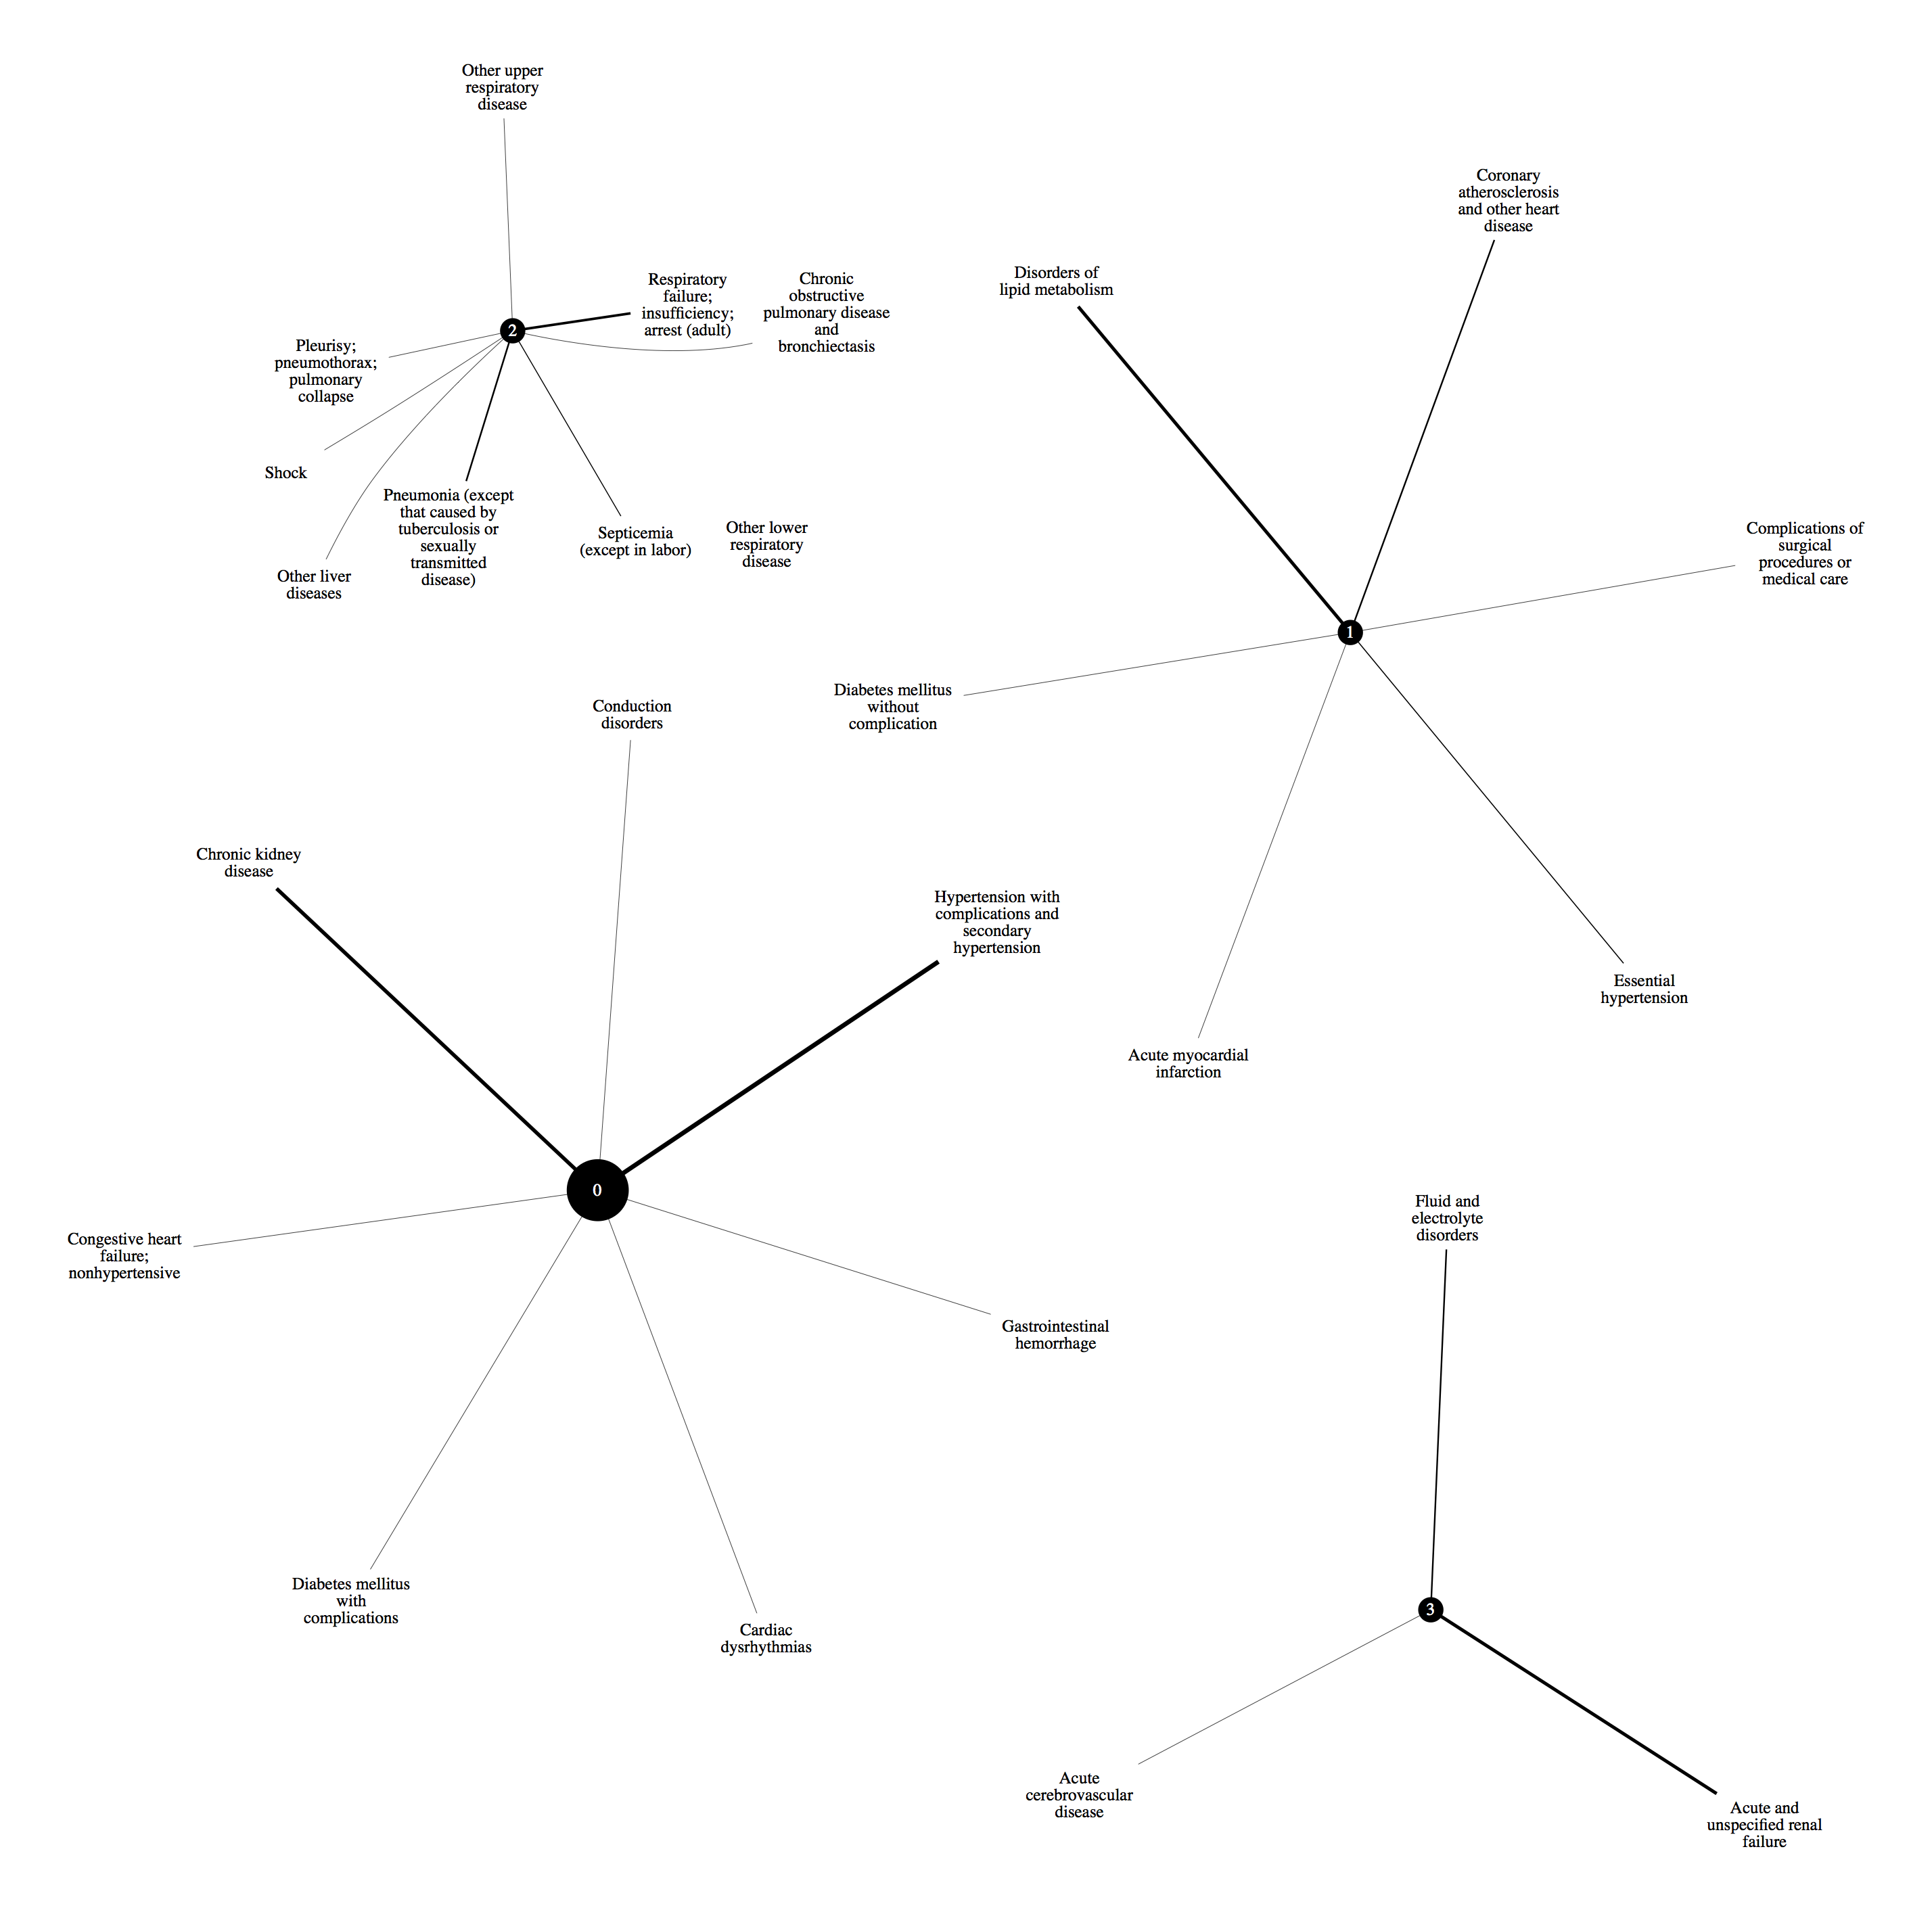 Other upper
respiratory
disease
Coronary
atherosclerosis
and other heart
disease
Disorders of
lipid metabolism
Respiratory
failure;
insufficiency;
arrest (adult)
Chronic
obstructive
pulmonary disease
and
bronchiectasis
2
Pleurisy;
pneumothorax;
pulmonary
collapse
Shock
Pneumonia (except
that caused by
tuberculosis or
sexually
transmitted
disease)
Septicemia
(except in labor)
Other lower
respiratory
disease
Other liver
diseases
Complications of
surgical
procedures or
medical care
1
Diabetes mellitus
without
complication
Conduction
disorders
Chronic kidney
disease
Hypertension with
complications and
secondary
hypertension
Essential
hypertension
Acute myocardial
infarction
0
Fluid and
electrolyte
disorders
Congestive heart
failure;
nonhypertensive
Gastrointestinal
hemorrhage
Diabetes mellitus
with
complications
Cardiac
dysrhythmias
3
Acute
cerebrovascular
disease
Acute and
unspecified renal
failure